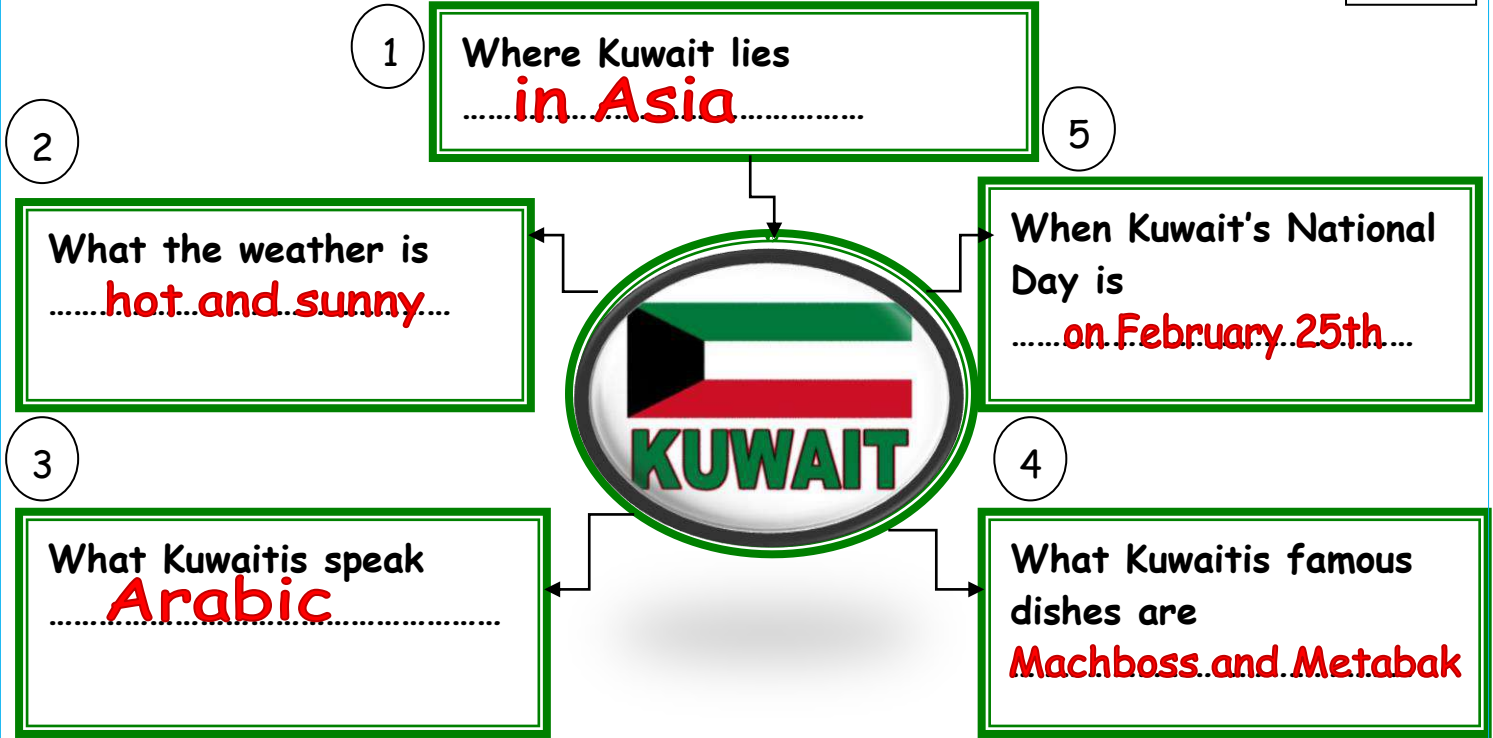 1
Where Kuwait lies
……in Asia……………
2
What the weather is
……hot and sunny……
3
What Kuwaitis speak
……Arabic…………………
KUWAIT
5
When Kuwait’s National
Day is
……on February 25th……
4
What Kuwaitis famous
dishes are
Machboss and Metabak